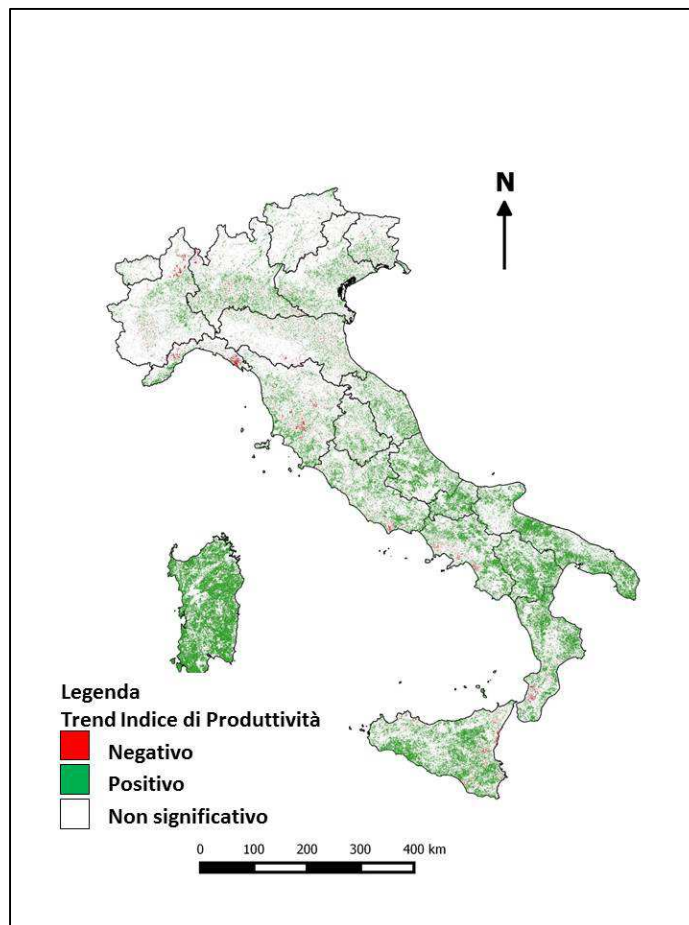 N
Legenda
Trend Indice di Produttività
Negativo
Positivo
Non significativo
0 100 200 300 400 km